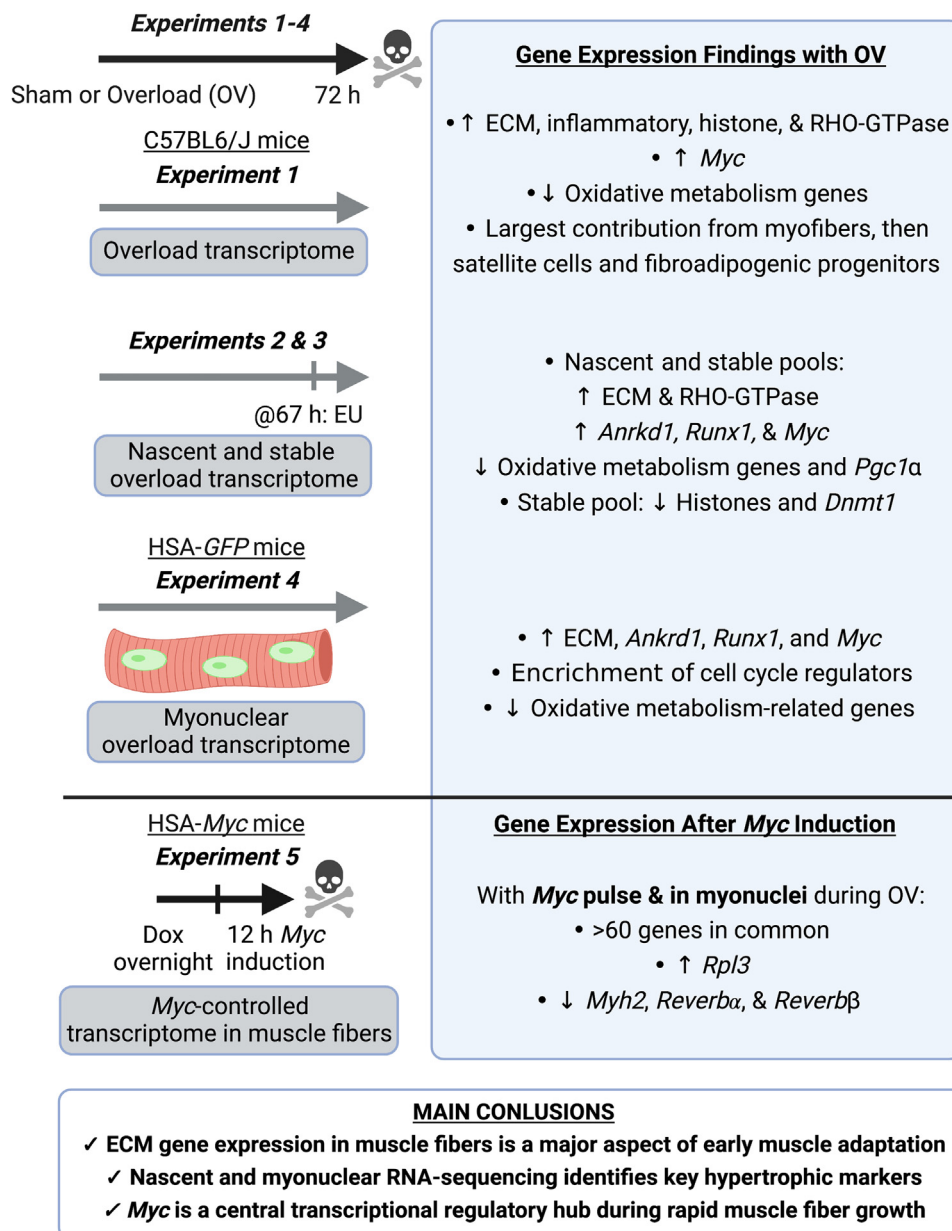 Experiments 1-4
Sham or Overload (OV) 72 h
C57BL6/J mice
Experiment 1
Overload transcriptome
Experiments 2 & 3
@67 h: EU
Nascent and stable
overload transcriptome
HSA-GFP mice
Experiment 4
Myonuclear
overload transcriptome
Gene Expression Findings with OV
• ↑ ECM, inflammatory, histone, & RHO-GTPase
• ↑ Myc
• ↓ Oxidative metabolism genes
• Largest contribution from myofibers, then
satellite cells and fibroadipogenic progenitors
• Nascent and stable pools:
↑ ECM & RHO-GTPase
↑ Anrkd1, Runx1, & Myc
↓ Oxidative metabolism genes and Pgc1α
• Stable pool: ↓ Histones and Dnmt1
• ↑ ECM, Ankrd1, Runx1, and Myc
• Encrichment of cell cycle regulators
• ↓ Oxidative metabolism-related genes
HSA-Myc mice
Experiment 5
Dox 12 h Myc
overnight induction
Myc-controlled
transcriptome in muscle fibers
Gene Expression After Myc Induction
With Myc pulse & in myonuclei during OV:
• >60 genes in common
• ↑ Rpl3
• ↓ Myh2, Reverbα, & Reverbβ
MAIN CONLUSIONS
✓ ECM gene expression in muscle fibers is a major aspect of early muscle adaptation
✓ Nascent and myonuclear RNA-sequencing identifies key hypertrophic markers
✓ Myc is a central transcriptional regulatory hub during rapid muscle fiber growth